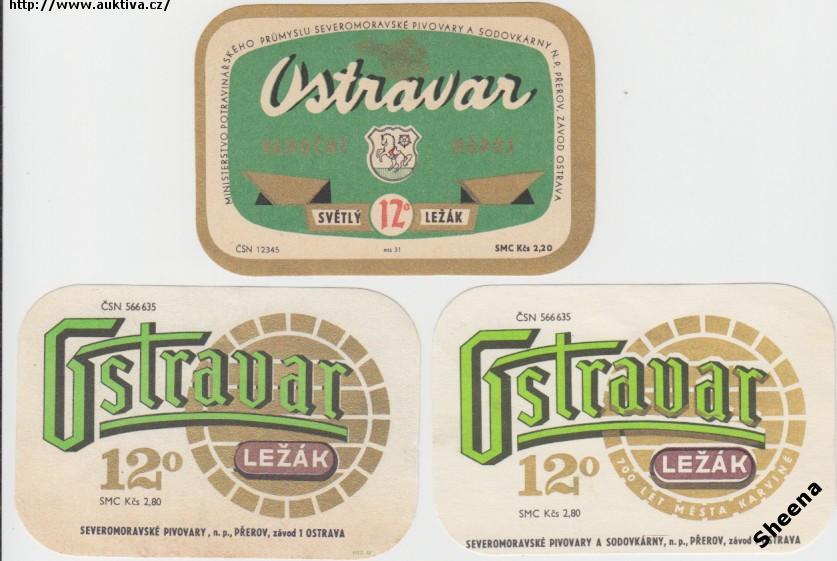 http://www.auktiva.cz/
MINISTERSTVO POTRAVINÁŘSKÉHO PRŮMYSLU SEVEROMORAVSKÉ PIVOVARY A SODOVKÁRNY N.P. PŘEROV, ZÁVOD OSTRAVA
Ostravar
VÁNOČNÍ NÁPOJ
SVĚTLÝ 12° LEŽÁK
ČSN 12345 SMC Kčs 2,20
ČSN 566635
Ostravar
12° LEŽÁK
SMC Kčs 2,80
SEVEROMORAVSKÉ PIVOVARY, n. p., PŘEROV, závod 1 OSTRAVA
ČSN 566635
Ostravar
12° LEŽÁK
700 LET MĚSTA KARVINÉ
SMC Kčs 2,80
SEVEROMORAVSKÉ PIVOVARY A SODOVKÁRNY, n. p., PŘEROV, závod OSTRAVA
Sheena